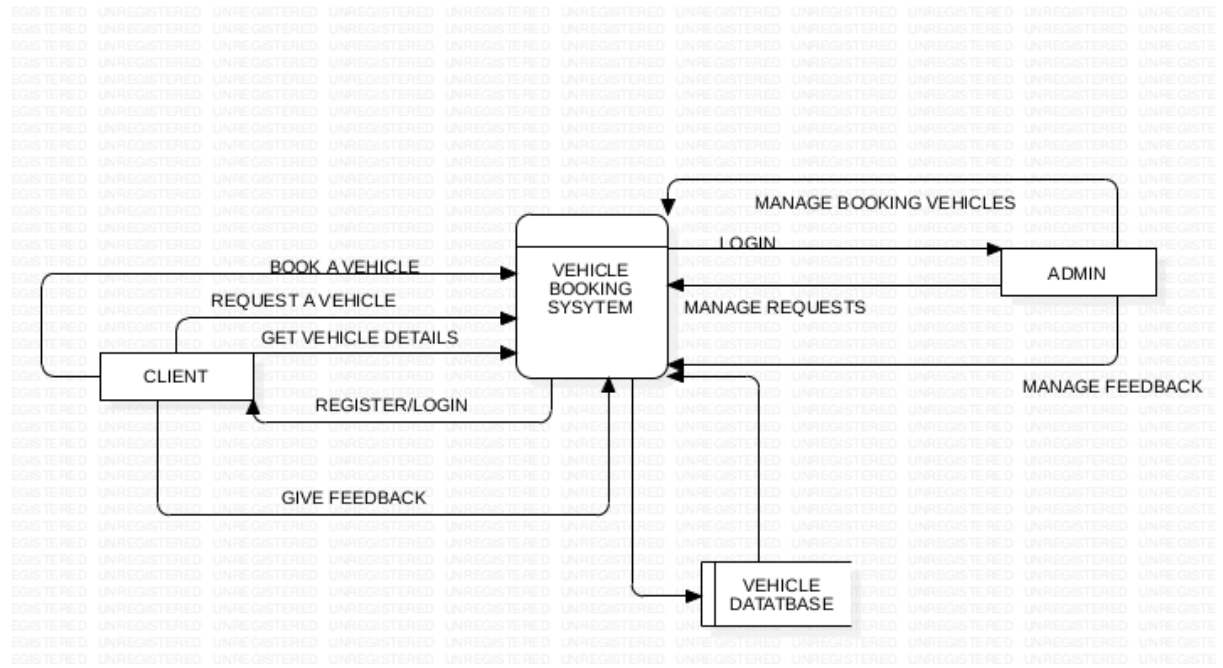 MANAGE BOOKING VEHICLES
LOGIN
BOOK A VEHICLE
VEHICLE
BOOKING
SYSYTEM
ADMIN
REQUEST A VEHICLE
MANAGE REQUESTS
GET VEHICLE DETAILS
CLIENT
MANAGE FEEDBACK
REGISTER/LOGIN
GIVE FEEDBACK
VEHICLE
DATATBASE
UNREGISTERED